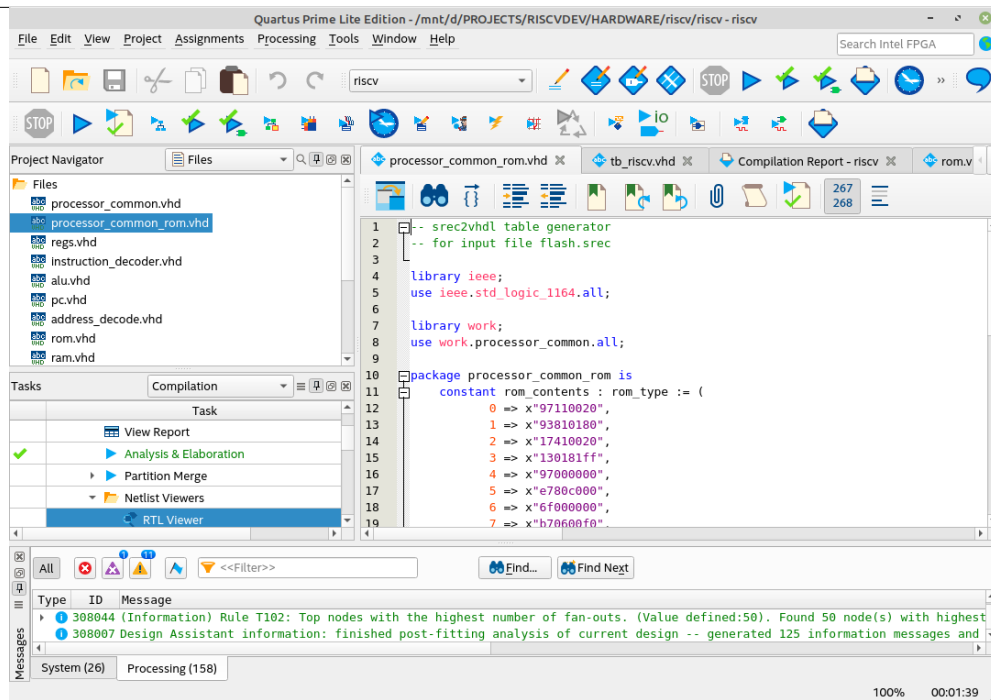 Quartus Prime Lite Edition - /mnt/d/PROJECTS/RISCVDEV/HARDWARE/riscv/riscv - riscv
File Edit View Project Assignments Processing Tools Window Help
Search Intel FPGA
riscv
STOP
»
STOP
io
Project Navigator
Files
processor_common_rom.vhd
tb_riscv.vhd
Compilation Report - riscv
rom.v
Files
processor_common.vhd
processor_common_rom.vhd
regs.vhd
instruction_decoder.vhd
alu.vhd
pc.vhd
address_decode.vhd
rom.vhd
ram.vhd
267
268
1 -- srec2vhdl table generator
2 -- for input file flash.srec
3
4 library ieee;
5 use ieee.std_logic_1164.all;
6
7 library work;
8 use work.processor_common.all;
9
10 package processor_common_rom is
11 constant rom_contents : rom_type := (
12 0 => x"97110020",
13 1 => x"93810180",
14 2 => x"17410020",
15 3 => x"130181ff",
16 4 => x"97000000",
17 5 => x"e780c000",
18 6 => x"6f000000",
19 7 => x"b70600f0",
Tasks
Compilation
Task
View Report
Analysis & Elaboration
Partition Merge
Netlist Viewers
RTL Viewer
All
1
11
<<Filter>>
Find...
Find Next
Type ID Message
308044 (Information) Rule T102: Top nodes with the highest number of fan-outs. (Value defined:50). Found 50 node(s) with highest
308007 Design Assistant information: finished post-fitting analysis of current design -- generated 125 information messages and
Messages
System (26)
Processing (158)
100% 00:01:39